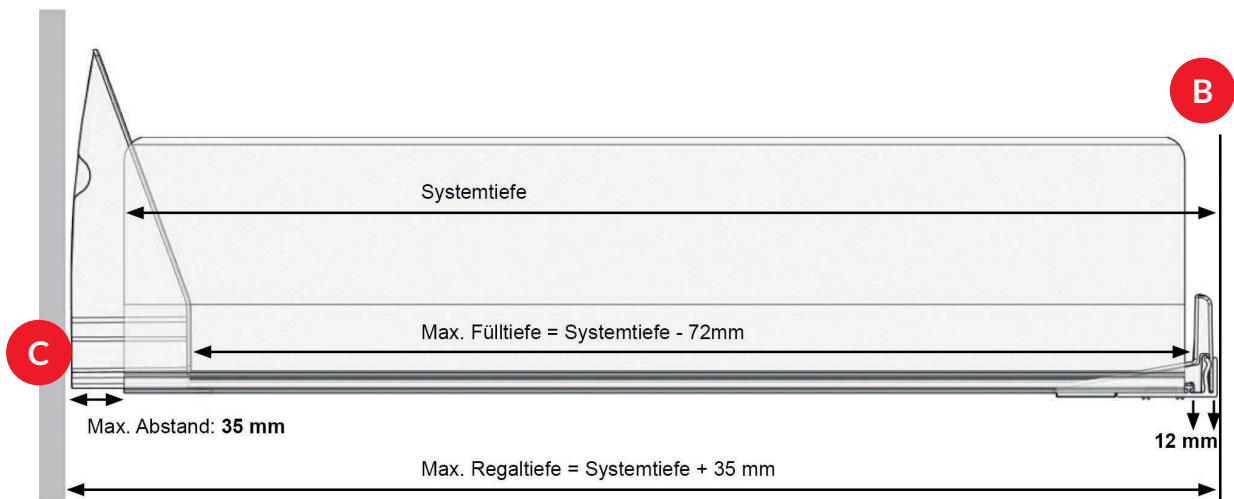 B
Systemtiefe
Max. Fülltiefe = Systemtiefe - 72mm
C
Max. Abstand: 35 mm
12 mm
Max. Regaltiefe = Systemtiefe + 35 mm